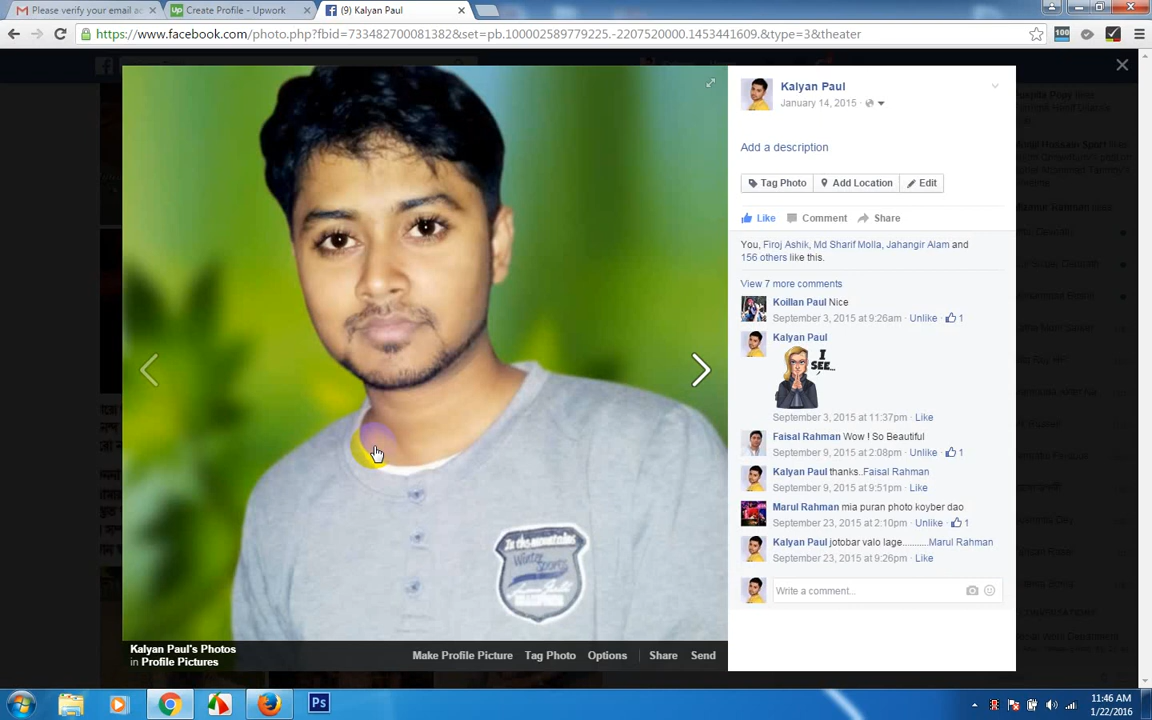 Please verify your email ad
Create Profile - Upwork
(9) Kalyan Paul
https://www.facebook.com/photo.php?fbid=733482700081382&set=pb.100002589779225.-2207520000.1453441609.&type=3&theater
100
Kalyan Paul
January 14, 2015
Add a description
Tag Photo
Add Location
Edit
Like
Comment
Share
You, Firoj Ashik, Md Sharif Molla, Jahangir Alam and
156 others like this.
View 7 more comments
Koillan Paul Nice
September 3, 2015 at 9:26am · Unlike · 1
Kalyan Paul
I
SEE...
September 3, 2015 at 11:37pm · Like
Faisal Rahman Wow ! So Beautiful
September 9, 2015 at 2:08pm · Unlike · 1
Kalyan Paul thanks..Faisal Rahman
September 9, 2015 at 9:51pm · Like
Marul Rahman mia puran photo koyber dao
September 23, 2015 at 2:10pm · Unlike · 1
Kalyan Paul jotobar valo lage..........Marul Rahman
September 23, 2015 at 9:26pm · Like
Write a comment...
Winter
Sports
Kalyan Paul's Photos
in Profile Pictures
Make Profile Picture
Tag Photo
Options
Share
Send
Ps
11:46 AM
1/22/2016